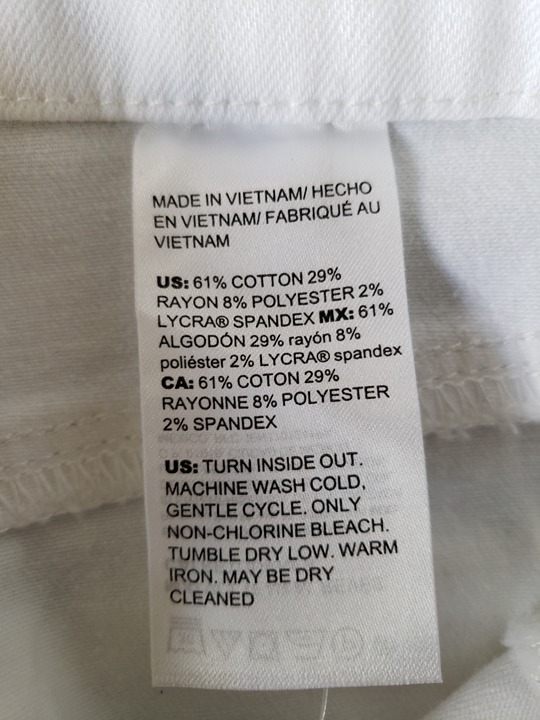 MADE IN VIETNAM/ HECHO
EN VIETNAM/ FABRIQUÉ AU
VIETNAM
US: 61% COTTON 29%
RAYON 8% POLYESTER 2%
LYCRA® SPANDEX MX: 61%
ALGODÓN 29% rayón 8%
poliéster 2% LYCRA® spandex
CA: 61% COTON 29%
RAYONNE 8% POLYESTER
2% SPANDEX
US: TURN INSIDE OUT.
MACHINE WASH COLD,
GENTLE CYCLE. ONLY
NON-CHLORINE BLEACH.
TUMBLE DRY LOW. WARM
IRON. MAY BE DRY
CLEANED